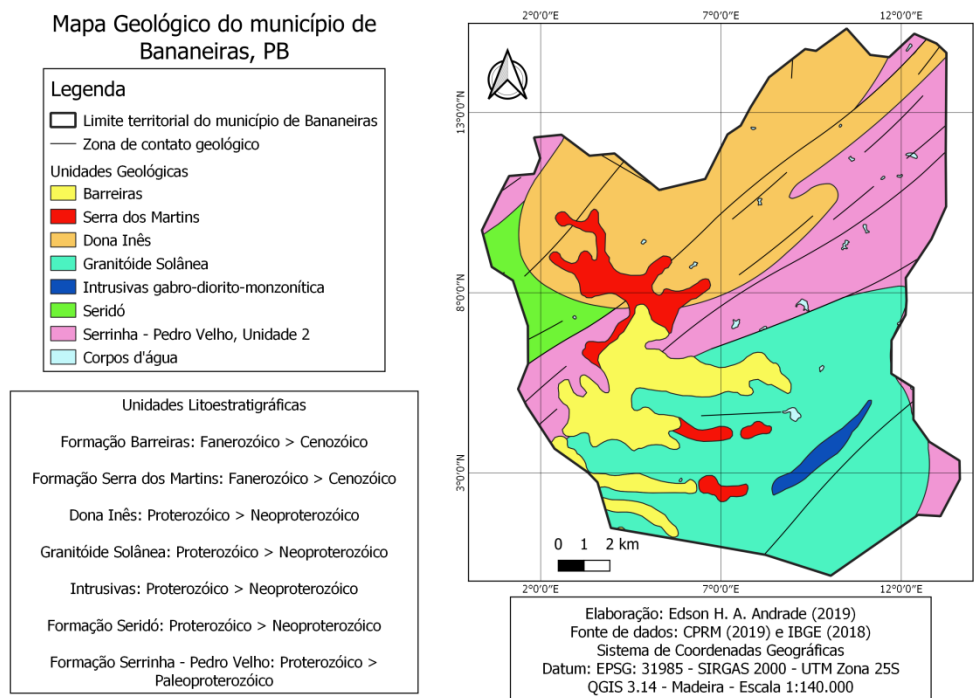 Mapa Geológico do município de
Bananeiras, PB
Legenda
Limite territorial do município de Bananeiras
Zona de contato geológico
Unidades Geológicas
Barreiras
Serra dos Martins
Dona Inês
Granitóide Solânea
Intrusivas gabro-diorito-monzonítica
Seridó
Serrinha - Pedro Velho, Unidade 2
Corpos d'água
Unidades Litoestratigráficas
Formação Barreiras: Fanerozóico > Cenozóico
Formação Serra dos Martins: Fanerozóico > Cenozóico
Dona Inês: Proterozóico > Neoproterozóico
Granitóide Solânea: Proterozóico > Neoproterozóico
Intrusivas: Proterozóico > Neoproterozóico
Formação Seridó: Proterozóico > Neoproterozóico
Formação Serrinha - Pedro Velho: Proterozóico >
Paleoproterozóico
2°0'0"E 7°0'0"E 12°0'0"E
13°0'0"N
8°0'0"N
3°0'0"N
0 1 2 km
2°0'0"E 7°0'0"E 12°0'0"E
Elaboração: Edson H. A. Andrade (2019)
Fonte de dados: CPRM (2019) e IBGE (2018)
Sistema de Coordenadas Geográficas
Datum: EPSG: 31985 - SIRGAS 2000 - UTM Zona 25S
QGIS 3.14 - Madeira - Escala 1:140.000